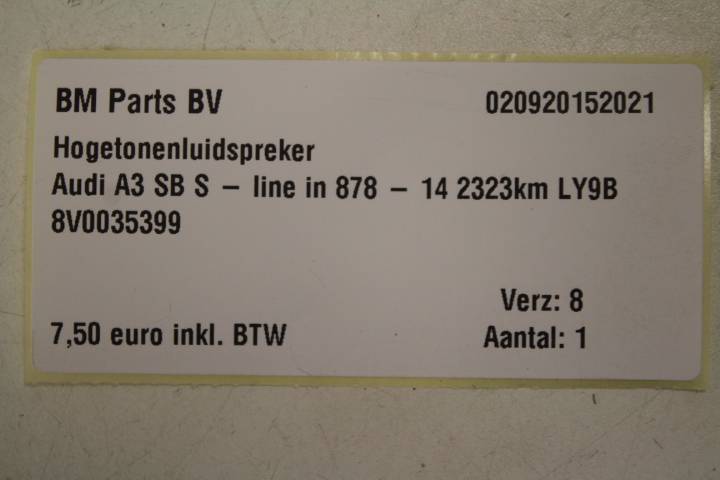 BM Parts BV 020920152021
Hogetonenluidspreker
Audi A3 SB S – line in 878 – 14 2323km LY9B
8V0035399
Verz: 8
7,50 euro inkl. BTW Aantal: 1